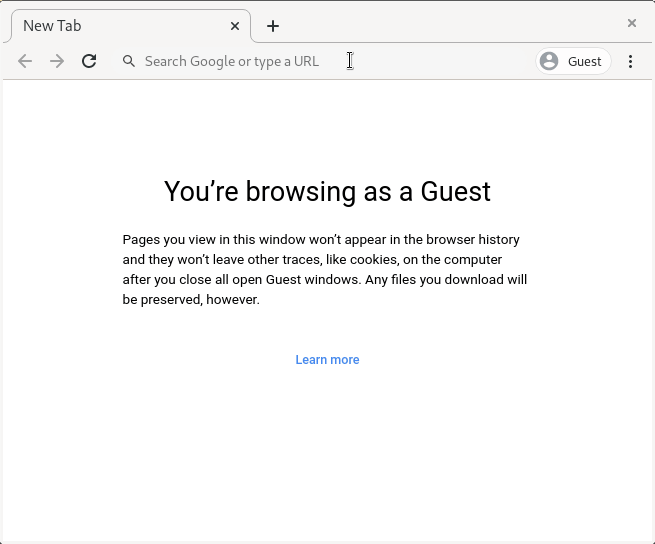 New Tab
Search Google or type a URL
Guest
You’re browsing as a Guest
Pages you view in this window won’t appear in the browser history
and they won’t leave other traces, like cookies, on the computer
after you close all open Guest windows. Any files you download will
be preserved, however.
Learn more